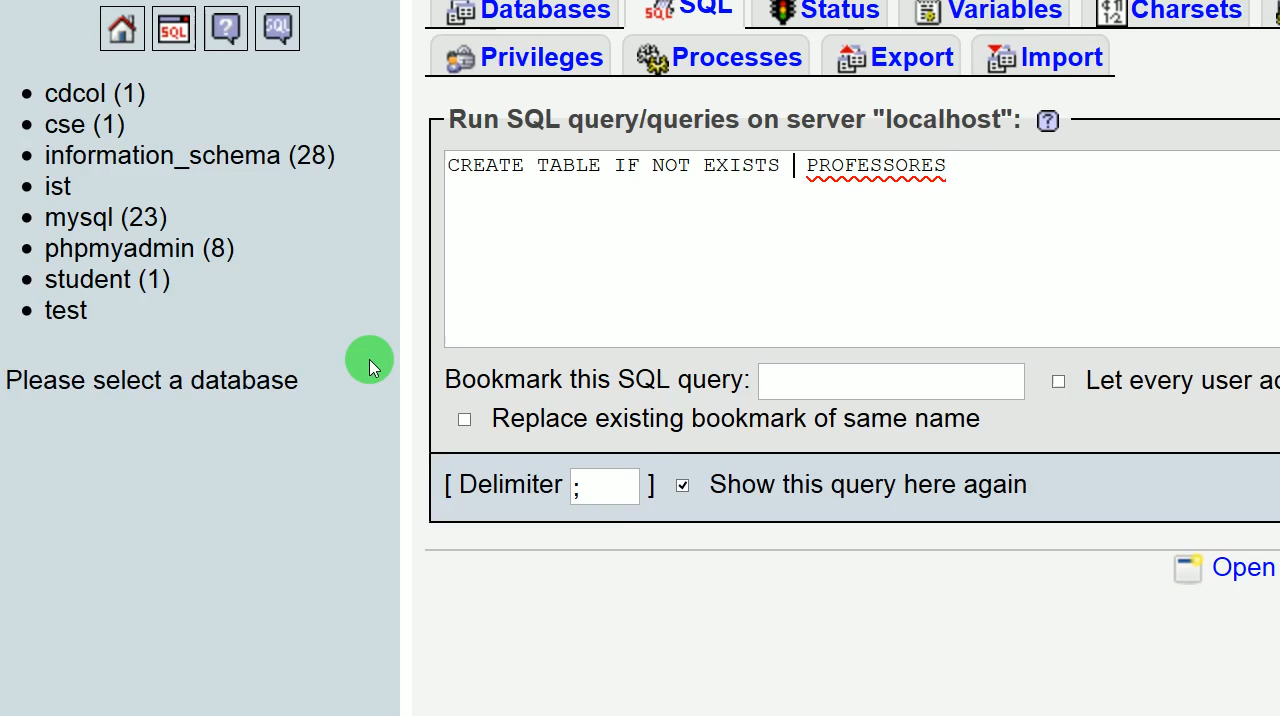 SQL
?
SQL
cdcol (1)
cse (1)
information_schema (28)
ist
mysql (23)
phpmyadmin (8)
student (1)
test
Please select a database
Databases
SQL
Status
Variables
Charsets
Privileges
Processes
Export
Import
Run SQL query/queries on server "localhost": ?
CREATE TABLE IF NOT EXISTS PROFESSORES
Bookmark this SQL query:
Let every user
Replace existing bookmark of same name
[ Delimiter ; ] Show this query here again
Open